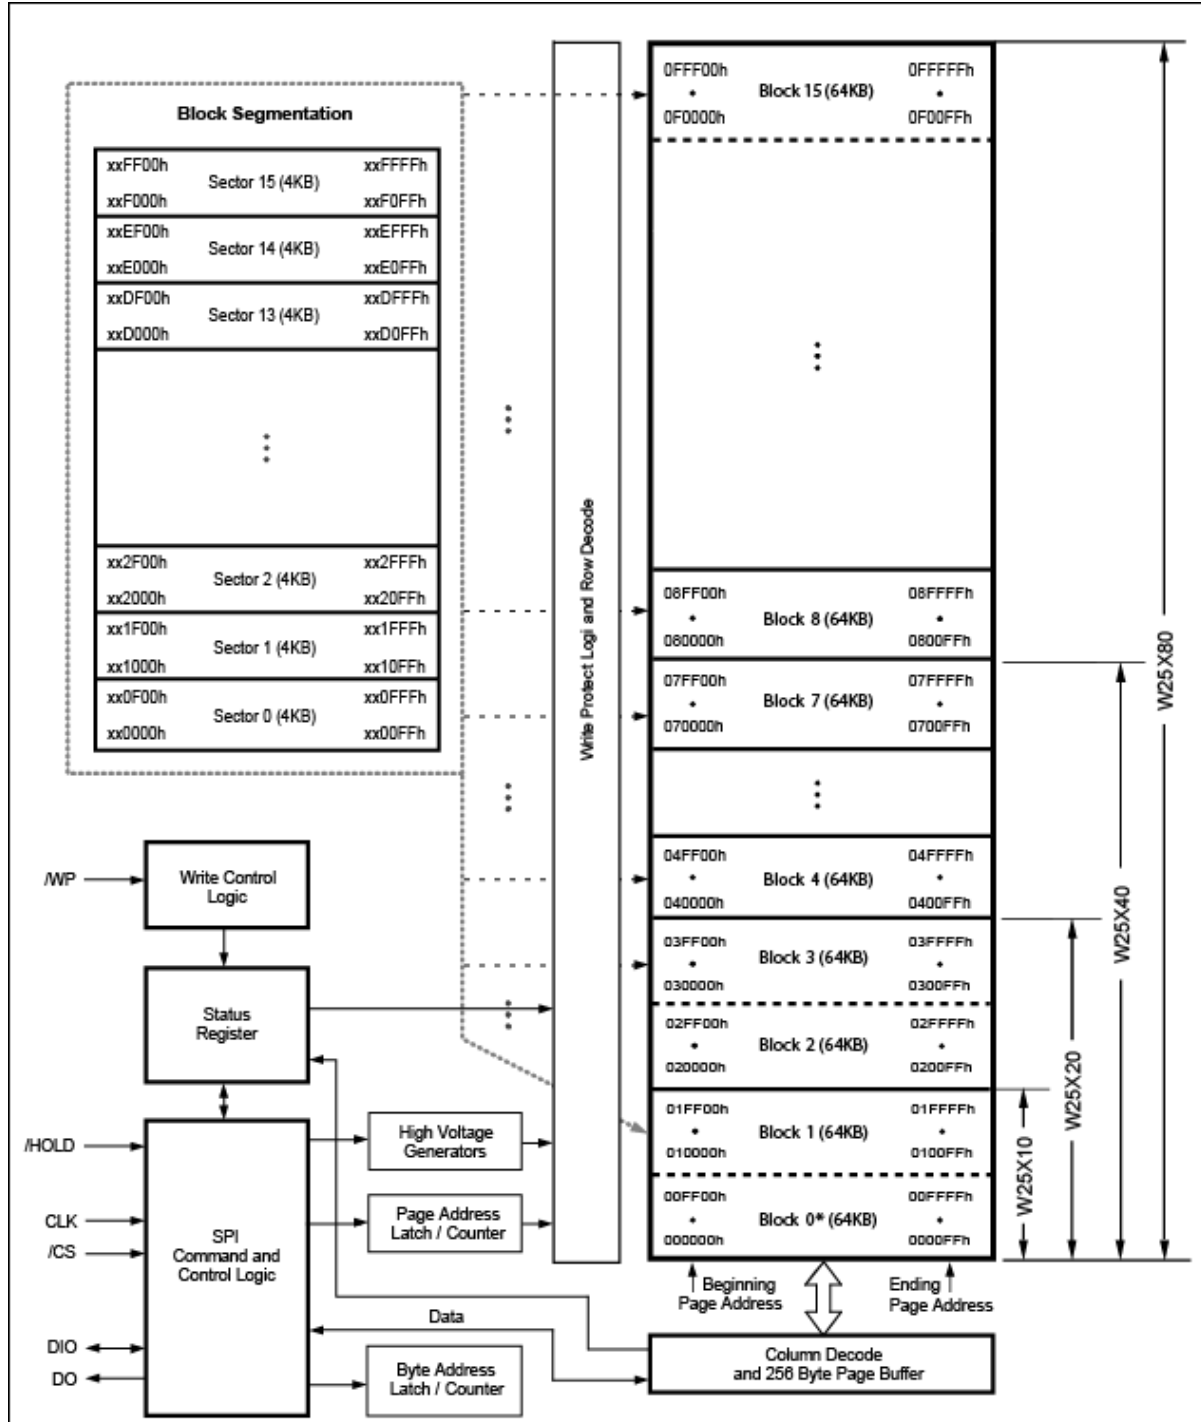 Block Segmentation
xxFF00h xxFFFFh
Sector 15 (4KB)
xxF000h xxF0FFh
xxEF00h xxEFFFh
Sector 14 (4KB)
xxE000h xxE0FFh
xxDF00h xxDFFFh
Sector 13 (4KB)
xxD000h xxD0FFh
xx2F00h xx2FFFh
Sector 2 (4KB)
xx2000h xx20FFh
xx1F00h xx1FFFh
Sector 1 (4KB)
xx1000h xx10FFh
xx0F00h xx0FFFh
Sector 0 (4KB)
xx0000h xx00FFh
Write Protect Logi and Row Decode
0FFF00h 0FFFFFh
Block 15 (64KB)
0F0000h 0F00FFh
08FF00h 08FFFFh
Block 8 (64KB)
080000h 0800FFh
07FF00h 07FFFFh
Block 7 (64KB)
070000h 0700FFh
04FF00h 04FFFFh
Block 4 (64KB)
040000h 0400FFh
03FF00h 03FFFFh
Block 3 (64KB)
030000h 0300FFh
02FF00h 02FFFFh
Block 2 (64KB)
020000h 0200FFh
01FF00h 01FFFFh
Block 1 (64KB)
010000h 0100FFh
00FF00h 00FFFFh
Block 0* (64KB)
000000h 0000FFh
W25X10
W25X20
W25X40
W25X80
Beginning
Page Address
Ending
Page Address
Column Decode
and 256 Byte Page Buffer
/WP
Write Control
Logic
Status
Register
/HOLD
CLK
/CS
DIO
DO
SPI
Command and
Control Logic
High Voltage
Generators
Page Address
Latch / Counter
Data
Byte Address
Latch / Counter